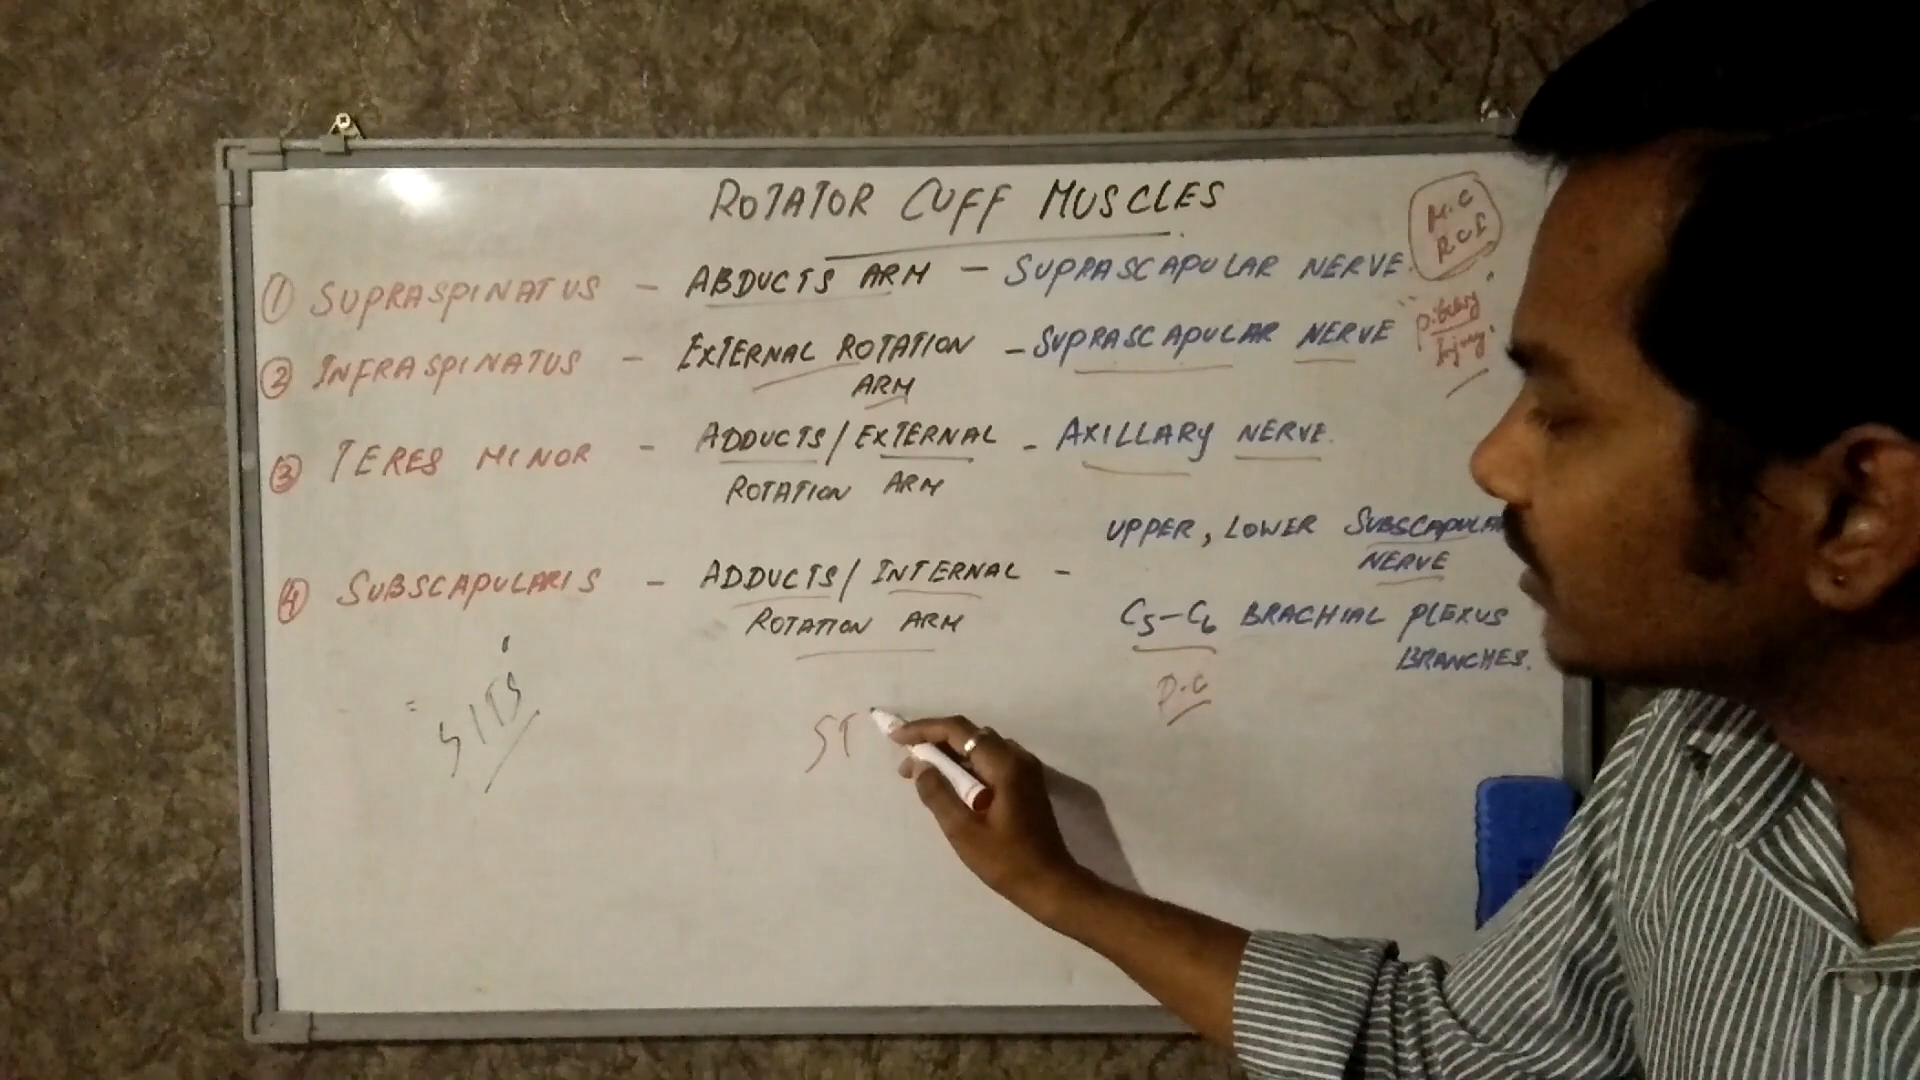 ROTATOR CUFF MUSCLES
① SUPRASPINATUS - ABDUCTS ARM - SUPRASCAPULAR NERVE.
M.C
② INFRASPINATUS - EXTERNAL ROTATION - SUPRASCAPULAR NERVE
ARM
Injury
③ TERES MINOR - ADDUCTS / EXTERNAL - AXILLARY NERVE.
ROTATION ARM
UPPER, LOWER SUBSCAPULAR
NERVE
④ SUBSCAPULARIS - ADDUCTS / INTERNAL -
ROTATION ARM
C5-C6 BRACHIAL PLEXUS
BRANCHES.
SITS
ST